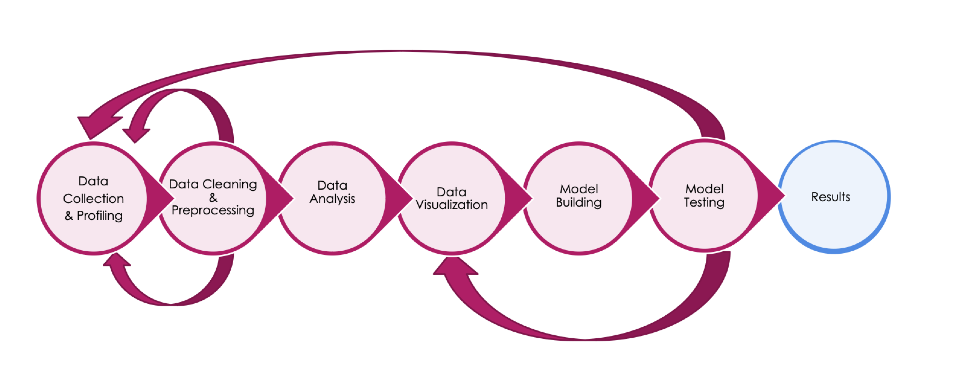 Data
Collection
& Profiling
Data Cleaning
&
Preprocessing
Data
Analysis
Data
Visualization
Model
Building
Model
Testing
Results